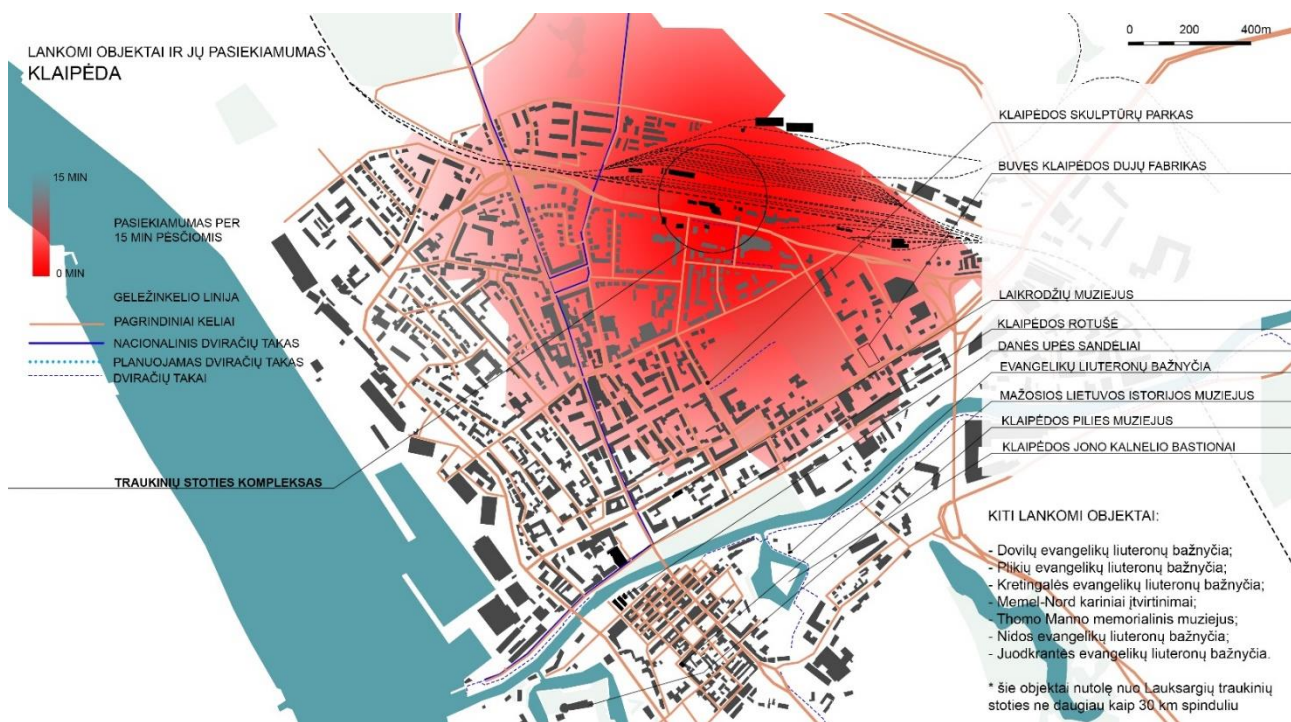 LANKOMI OBJEKTAI IR JŲ PASIEKIAMUMAS
KLAIPĖDA
0 200 400m
15 MIN
PASIEKIAMUMAS PER
15 MIN PĖSČIOMIS
0 MIN
GELEŽINKELIO LINIJA
PAGRINDINIAI KELIAI
NACIONALINIS DVIRAČIŲ TAKAS
PLANUOJAMAS DVIRAČIŲ TAKAS
DVIRAČIŲ TAKAI
TRAUKINIŲ STOTIES KOMPLEKSAS
KLAIPĖDOS SKULPTŪRŲ PARKAS
BUVĘS KLAIPĖDOS DUJŲ FABRIKAS
LAIKRODŽIŲ MUZIEJUS
KLAIPĖDOS ROTUŠĖ
DANĖS UPĖS SANDĖLIAI
EVANGELIKŲ LIUTERONŲ BAŽNYČIA
MAŽOSIOS LIETUVOS ISTORIJOS MUZIEJUS
KLAIPĖDOS PILIES MUZIEJUS
KLAIPĖDOS JONO KALNELIO BASTIONAI
KITI LANKOMI OBJEKTAI:
- Dovilų evangelikų liuteronų bažnyčia;
- Plikių evangelikų liuteronų bažnyčia;
- Kretingalės evangelikų liuteronų bažnyčia;
- Memel-Nord kariniai įtvirtinimai;
- Thomo Manno memorialinis muziejus;
- Nidos evangelikų liuteronų bažnyčia;
- Juodkrantės evangelikų liuteronų bažnyčia.
* šie objektai nutolę nuo Lauksargių traukinių
stoties ne daugiau kaip 30 km spinduliu